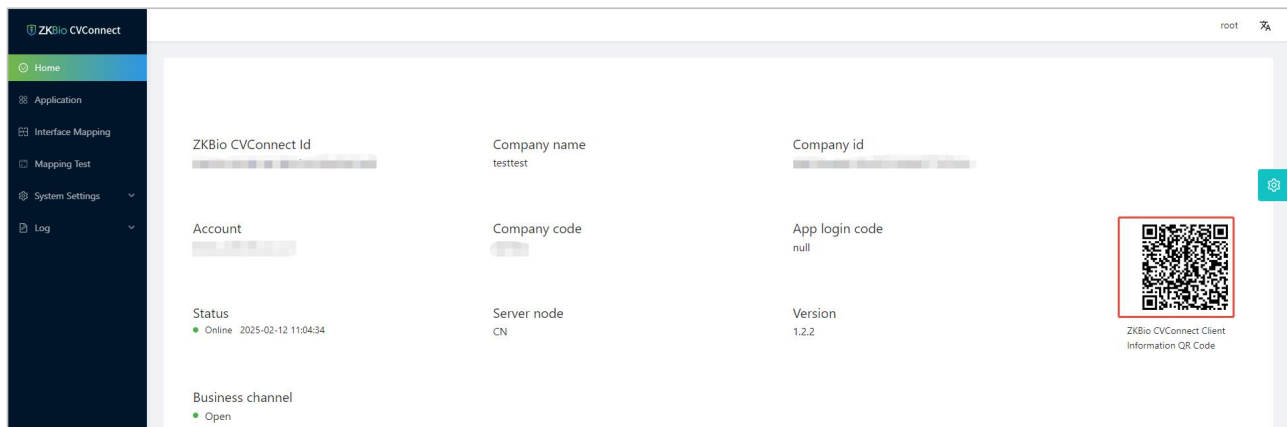 ZKBio CVConnect
root
Home
Application
Interface Mapping
Mapping Test
System Settings
Log
ZKBio CVConnect Id
Company name
testtest
Company id
Account
Company code
App login code
null
Status
Online 2025-02-12 11:04:34
Server node
CN
Version
1.2.2
ZKBio CVConnect Client
Information QR Code
Business channel
Open